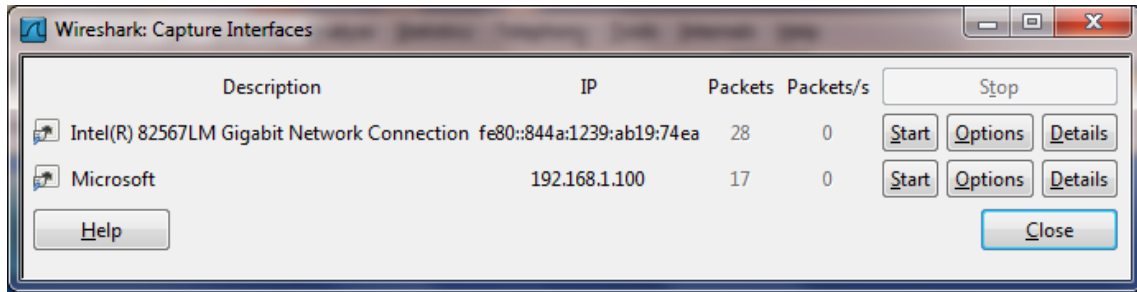 Wireshark: Capture Interfaces
Description IP Packets Packets/s Stop
Intel(R) 82567LM Gigabit Network Connection fe80::844a:1239:ab19:74ea 28 0 Start Options Details
Microsoft 192.168.1.100 17 0 Start Options Details
Help Close